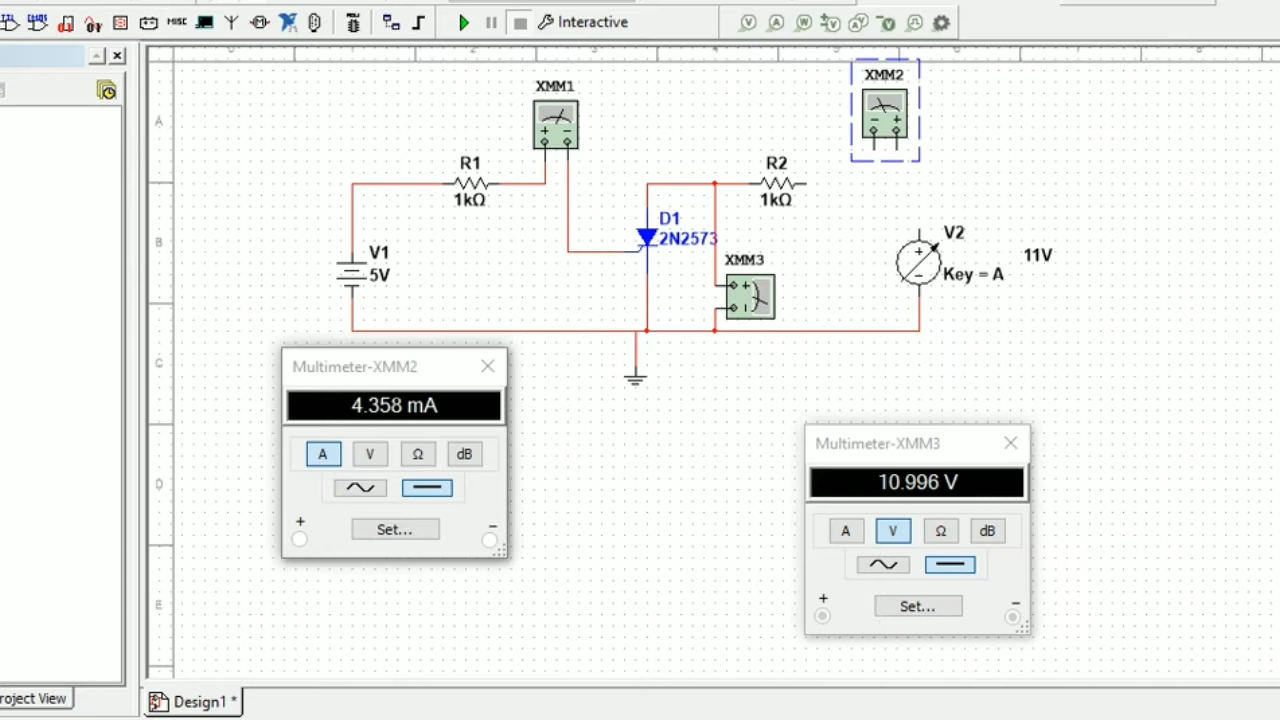 MISC
Interactive
XMM1
XMM2
A
R1
1kΩ
R2
1kΩ
B
D1
2N2573
V1
5V
XMM3
V2
Key = A
11V
C
Multimeter-XMM2
4.358 mA
A V Ω dB
+ −
Set...
D
Multimeter-XMM3
10.996 V
A V Ω dB
+ −
Set...
E
roject View
Design1 *